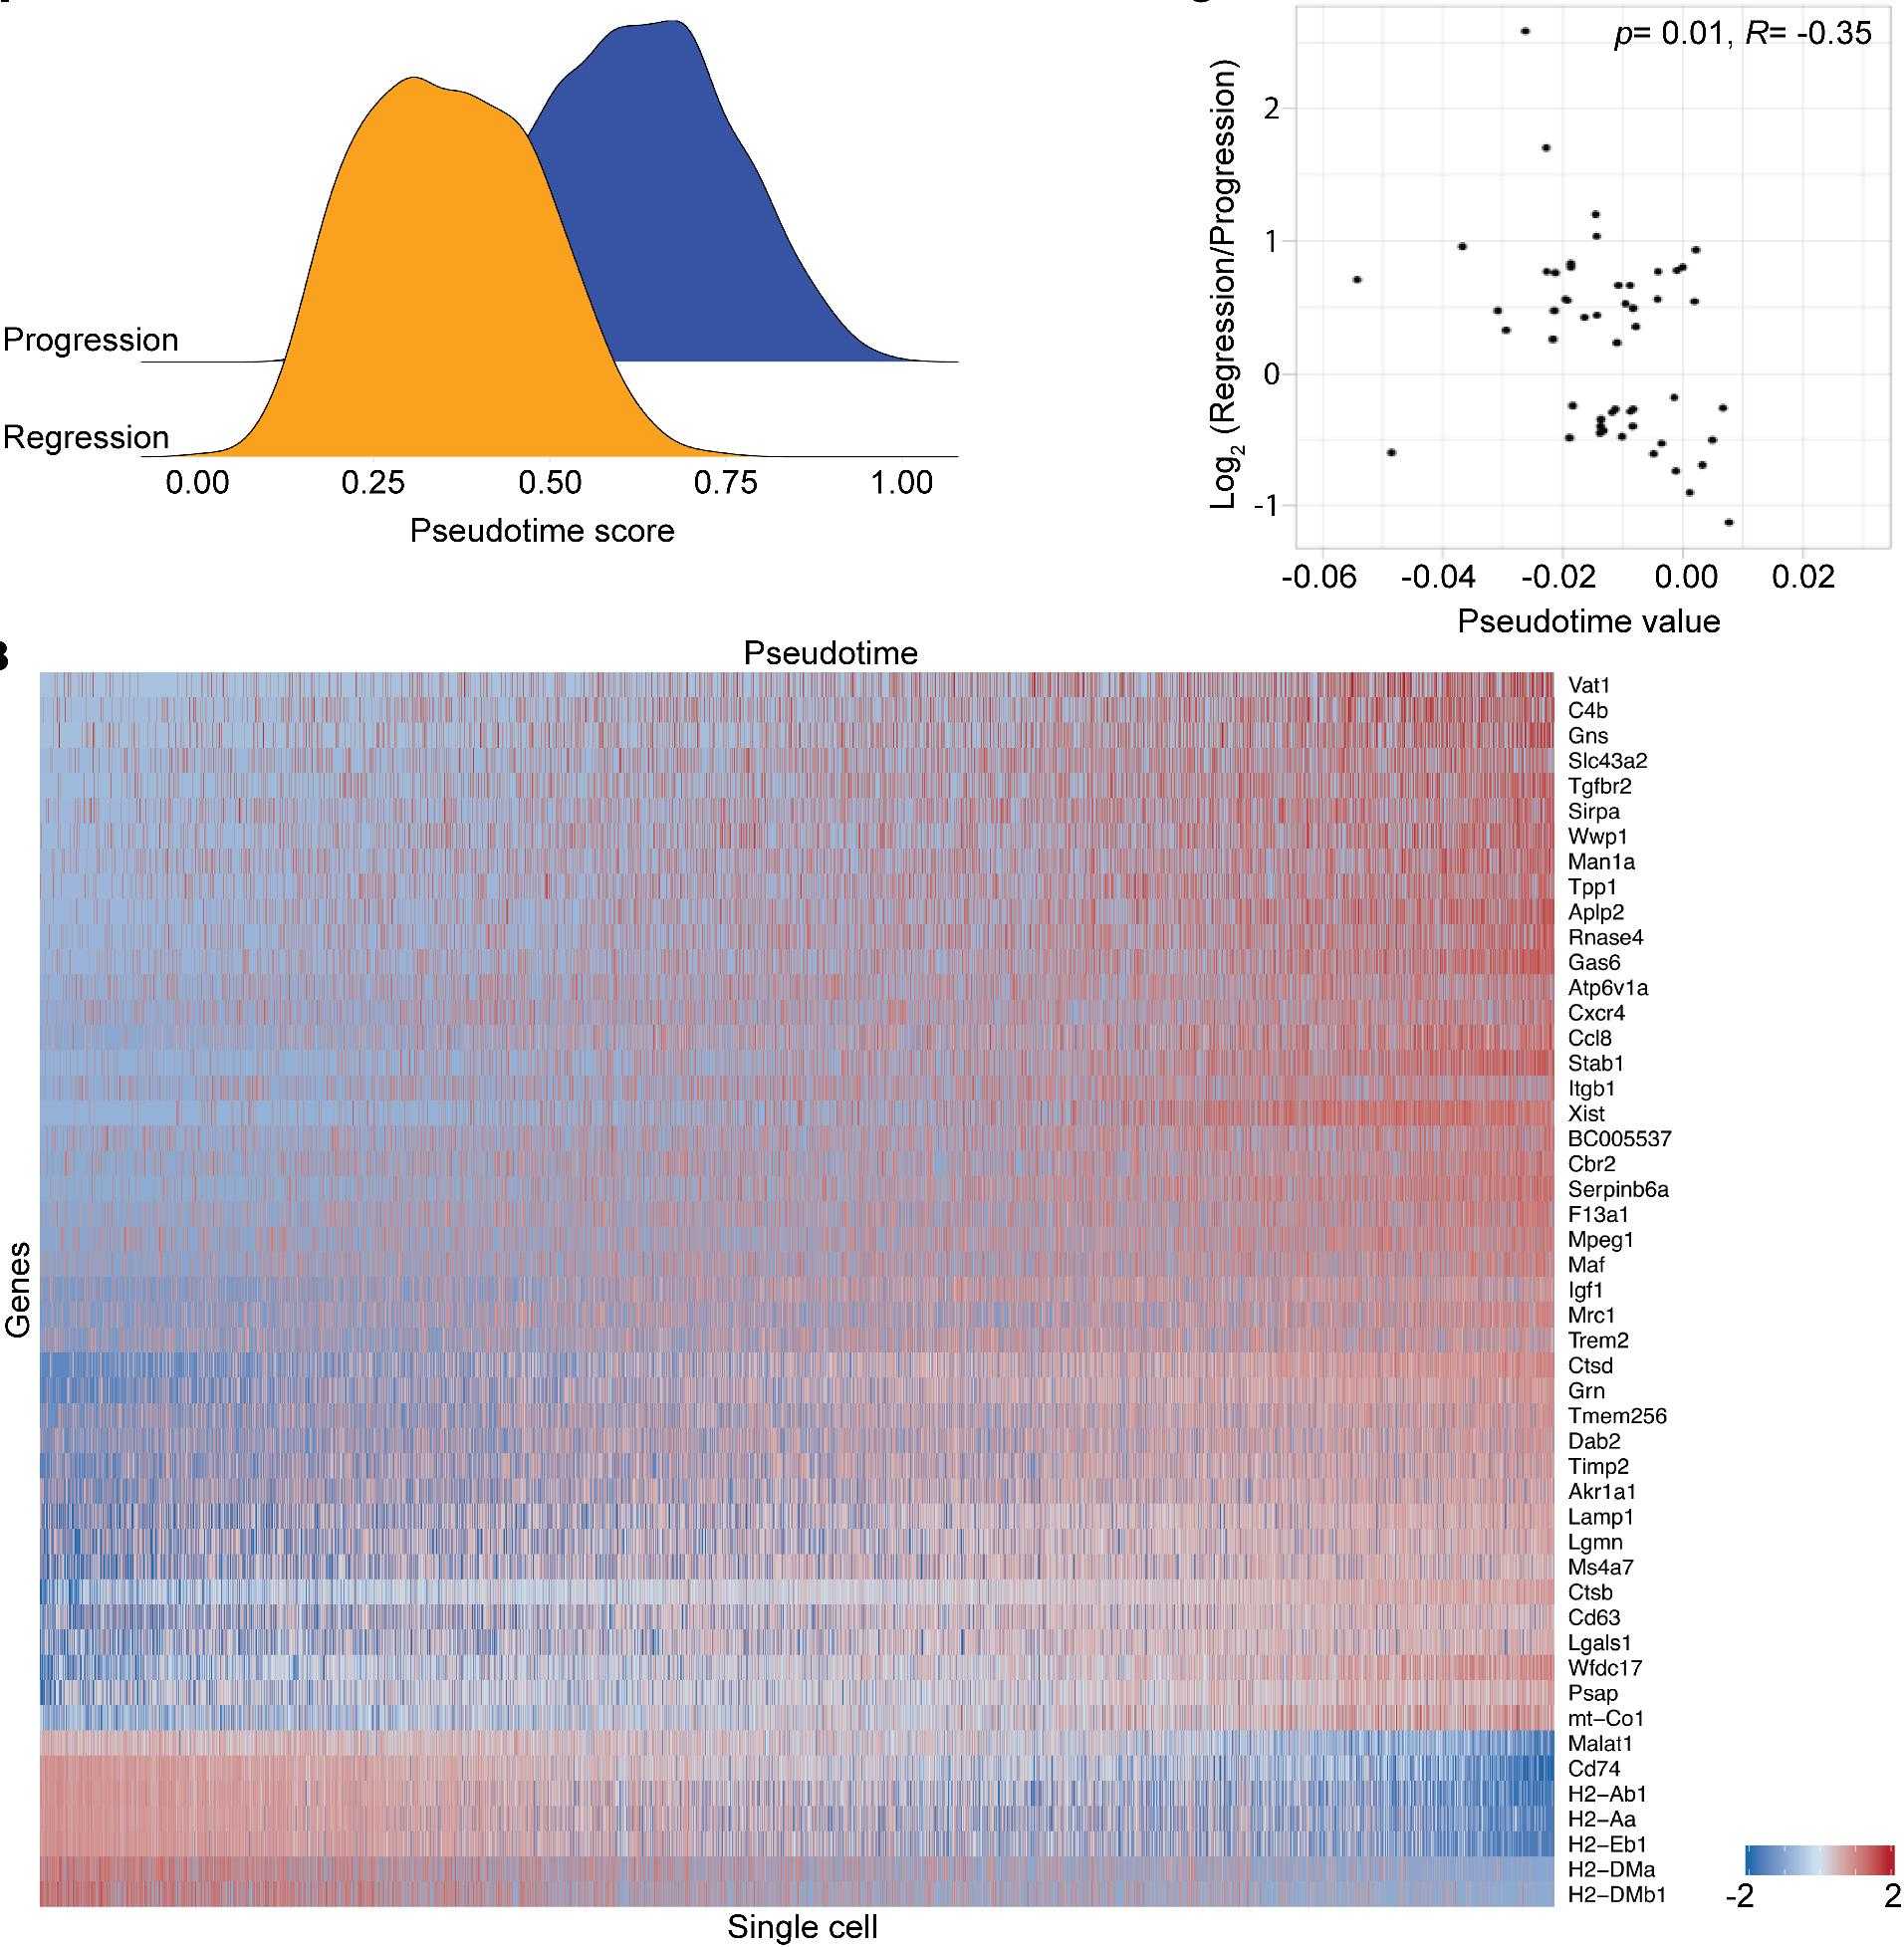 Progression
Regression
0.00 0.25 0.50 0.75 1.00
Pseudotime score
p= 0.01, R= -0.35
Log2 (Regression/Progression)
2
1
0
-1
-0.06 -0.04 -0.02 0.00 0.02
Pseudotime value
Pseudotime
Genes
Vat1
C4b
Gns
Slc43a2
Tgfbr2
Sirpa
Wwp1
Man1a
Tpp1
Aplp2
Rnase4
Gas6
Atp6v1a
Cxcr4
Ccl8
Stab1
Itgb1
Xist
BC005537
Cbr2
Serpinb6a
F13a1
Mpeg1
Maf
Igf1
Mrc1
Trem2
Ctsd
Grn
Tmem256
Dab2
Timp2
Akr1a1
Lamp1
Lgmn
Ms4a7
Ctsb
Cd63
Lgals1
Wfdc17
Psap
mt−Co1
Malat1
Cd74
H2−Ab1
H2−Aa
H2−Eb1
H2−DMa
H2−DMb1
-2 2
Single cell